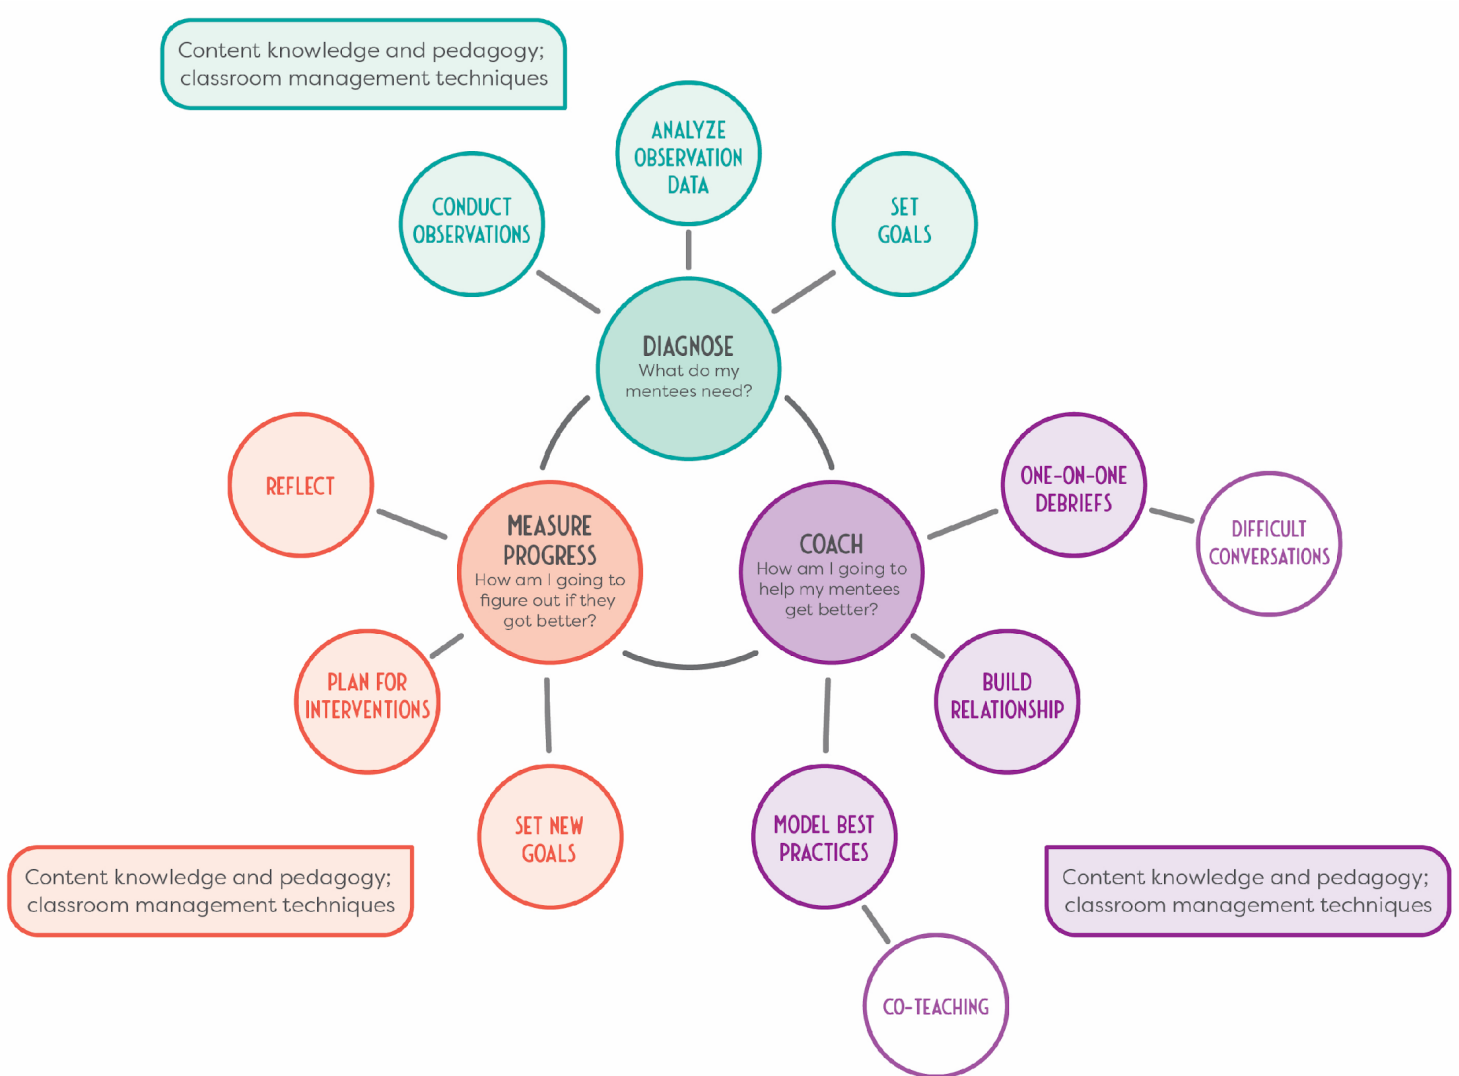 Content knowledge and pedagogy;
classroom management techniques
ANALYZE
OBSERVATION
DATA
CONDUCT
OBSERVATIONS
SET
GOALS
DIAGNOSE
What do my
mentees need?
REFLECT
MEASURE
PROGRESS
How am I going to
figure out if they
got better?
COACH
How am I going to
help my mentees
get better?
ONE-ON-ONE
DEBRIEFS
DIFFICULT
CONVERSATIONS
PLAN FOR
INTERVENTIONS
BUILD
RELATIONSHIP
SET NEW
GOALS
MODEL BEST
PRACTICES
Content knowledge and pedagogy;
classroom management techniques
Content knowledge and pedagogy;
classroom management techniques
CO-TEACHING